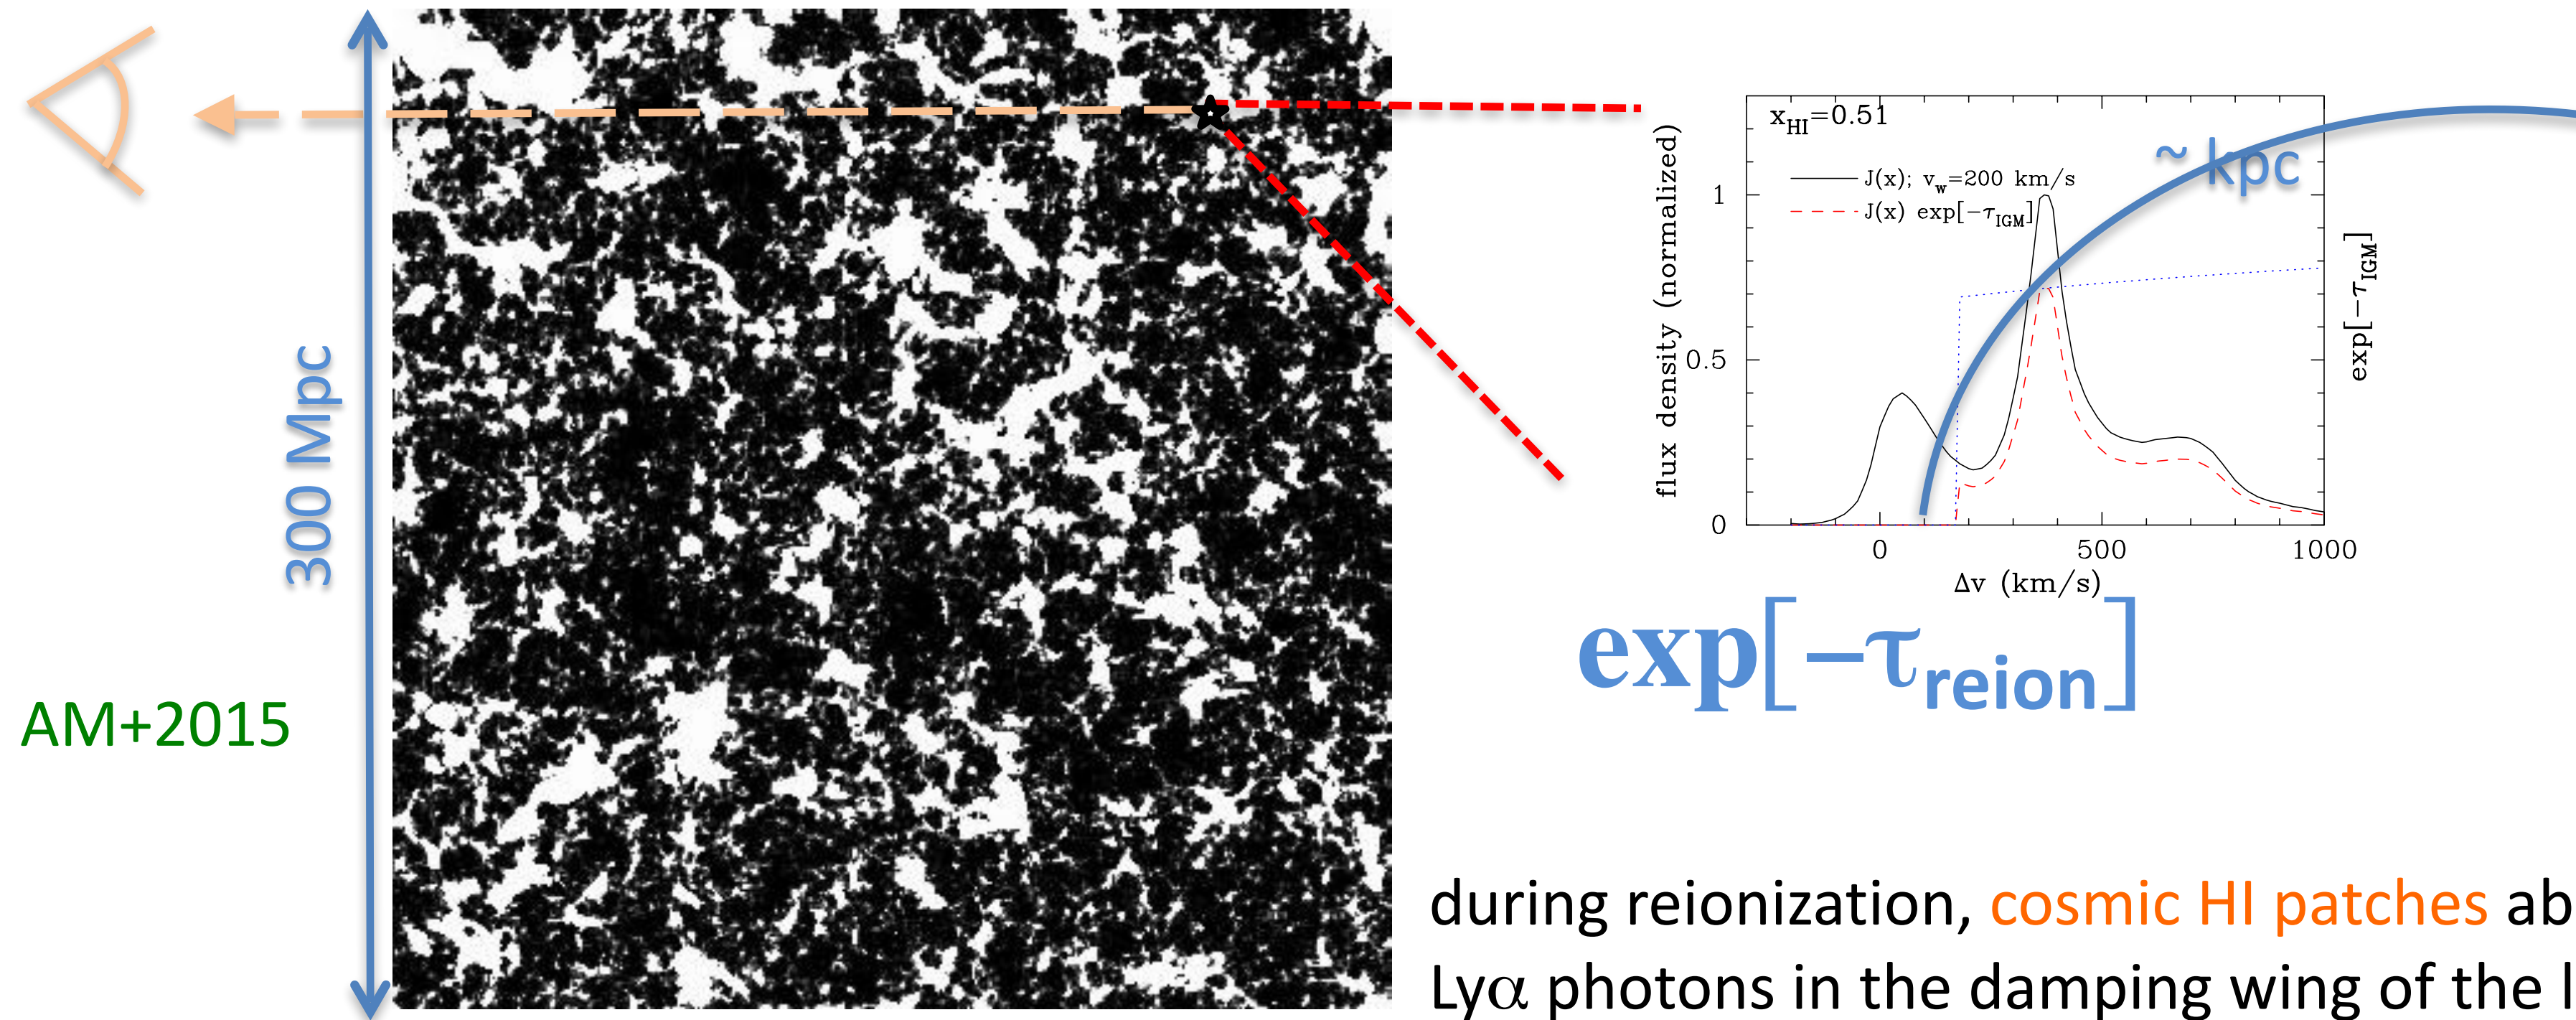 300 Mpc
AM+2015
x_HI=0.51
J(x); v_w=200 km/s
J(x) exp[−τ_IGM]
~ kpc
flux density (normalized)
1
0.5
0
0
500
1000
Δv (km/s)
exp[−τ_IGM]
exp[−τ_reion]
during reionization, cosmic HI patches ab
Lyα photons in the damping wing of the l